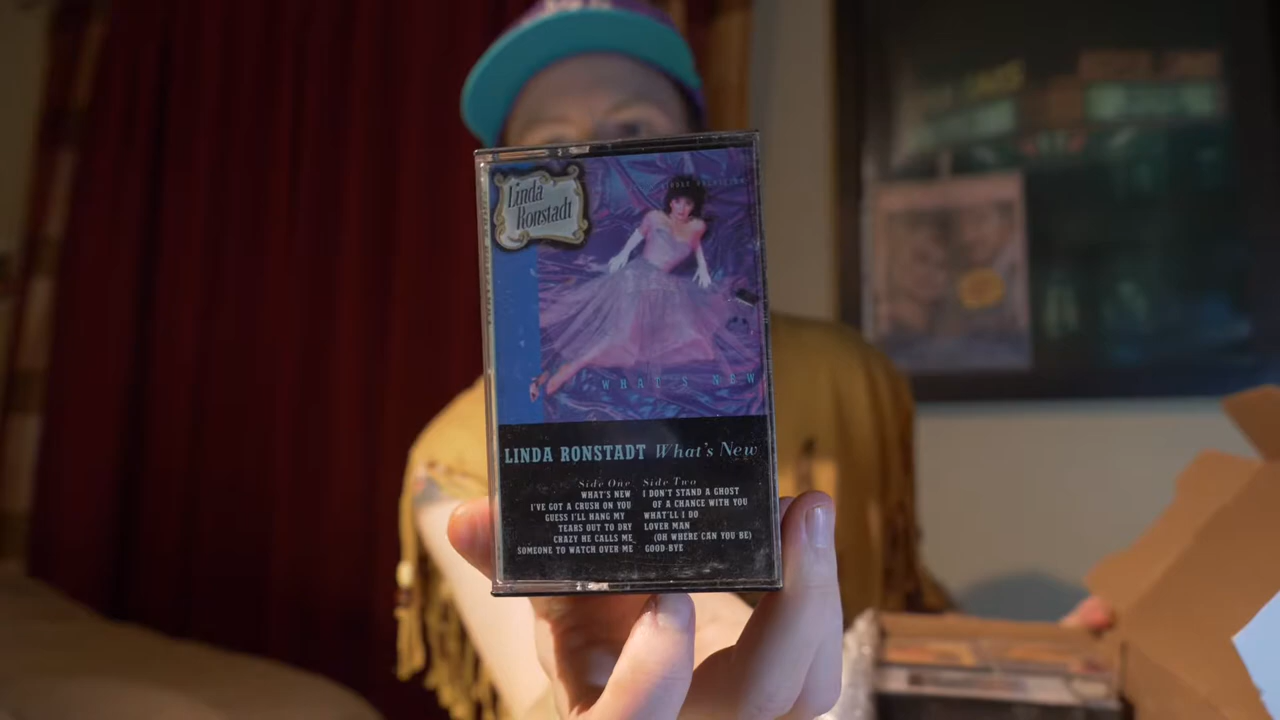 Linda
Ronstadt
WHAT'S NEW
LINDA RONSTADT What's New
Side One
WHAT'S NEW
I'VE GOT A CRUSH ON YOU
GUESS I'LL HANG MY
TEARS OUT TO DRY
CRAZY HE CALLS ME
SOMEONE TO WATCH OVER ME
Side Two
I DON'T STAND A GHOST
OF A CHANCE WITH YOU
WHAT'LL I DO
LOVER MAN
(OH WHERE CAN YOU BE)
GOOD-BYE